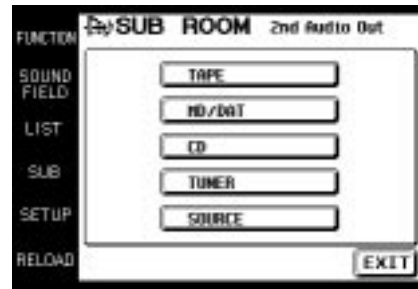 SUB ROOM 2nd Audio Out
FUNCTION
SOUND FIELD
LIST
SUB
SETUP
RELOAD
TAPE
MD/DAT
CD
TUNER
SOURCE
EXIT